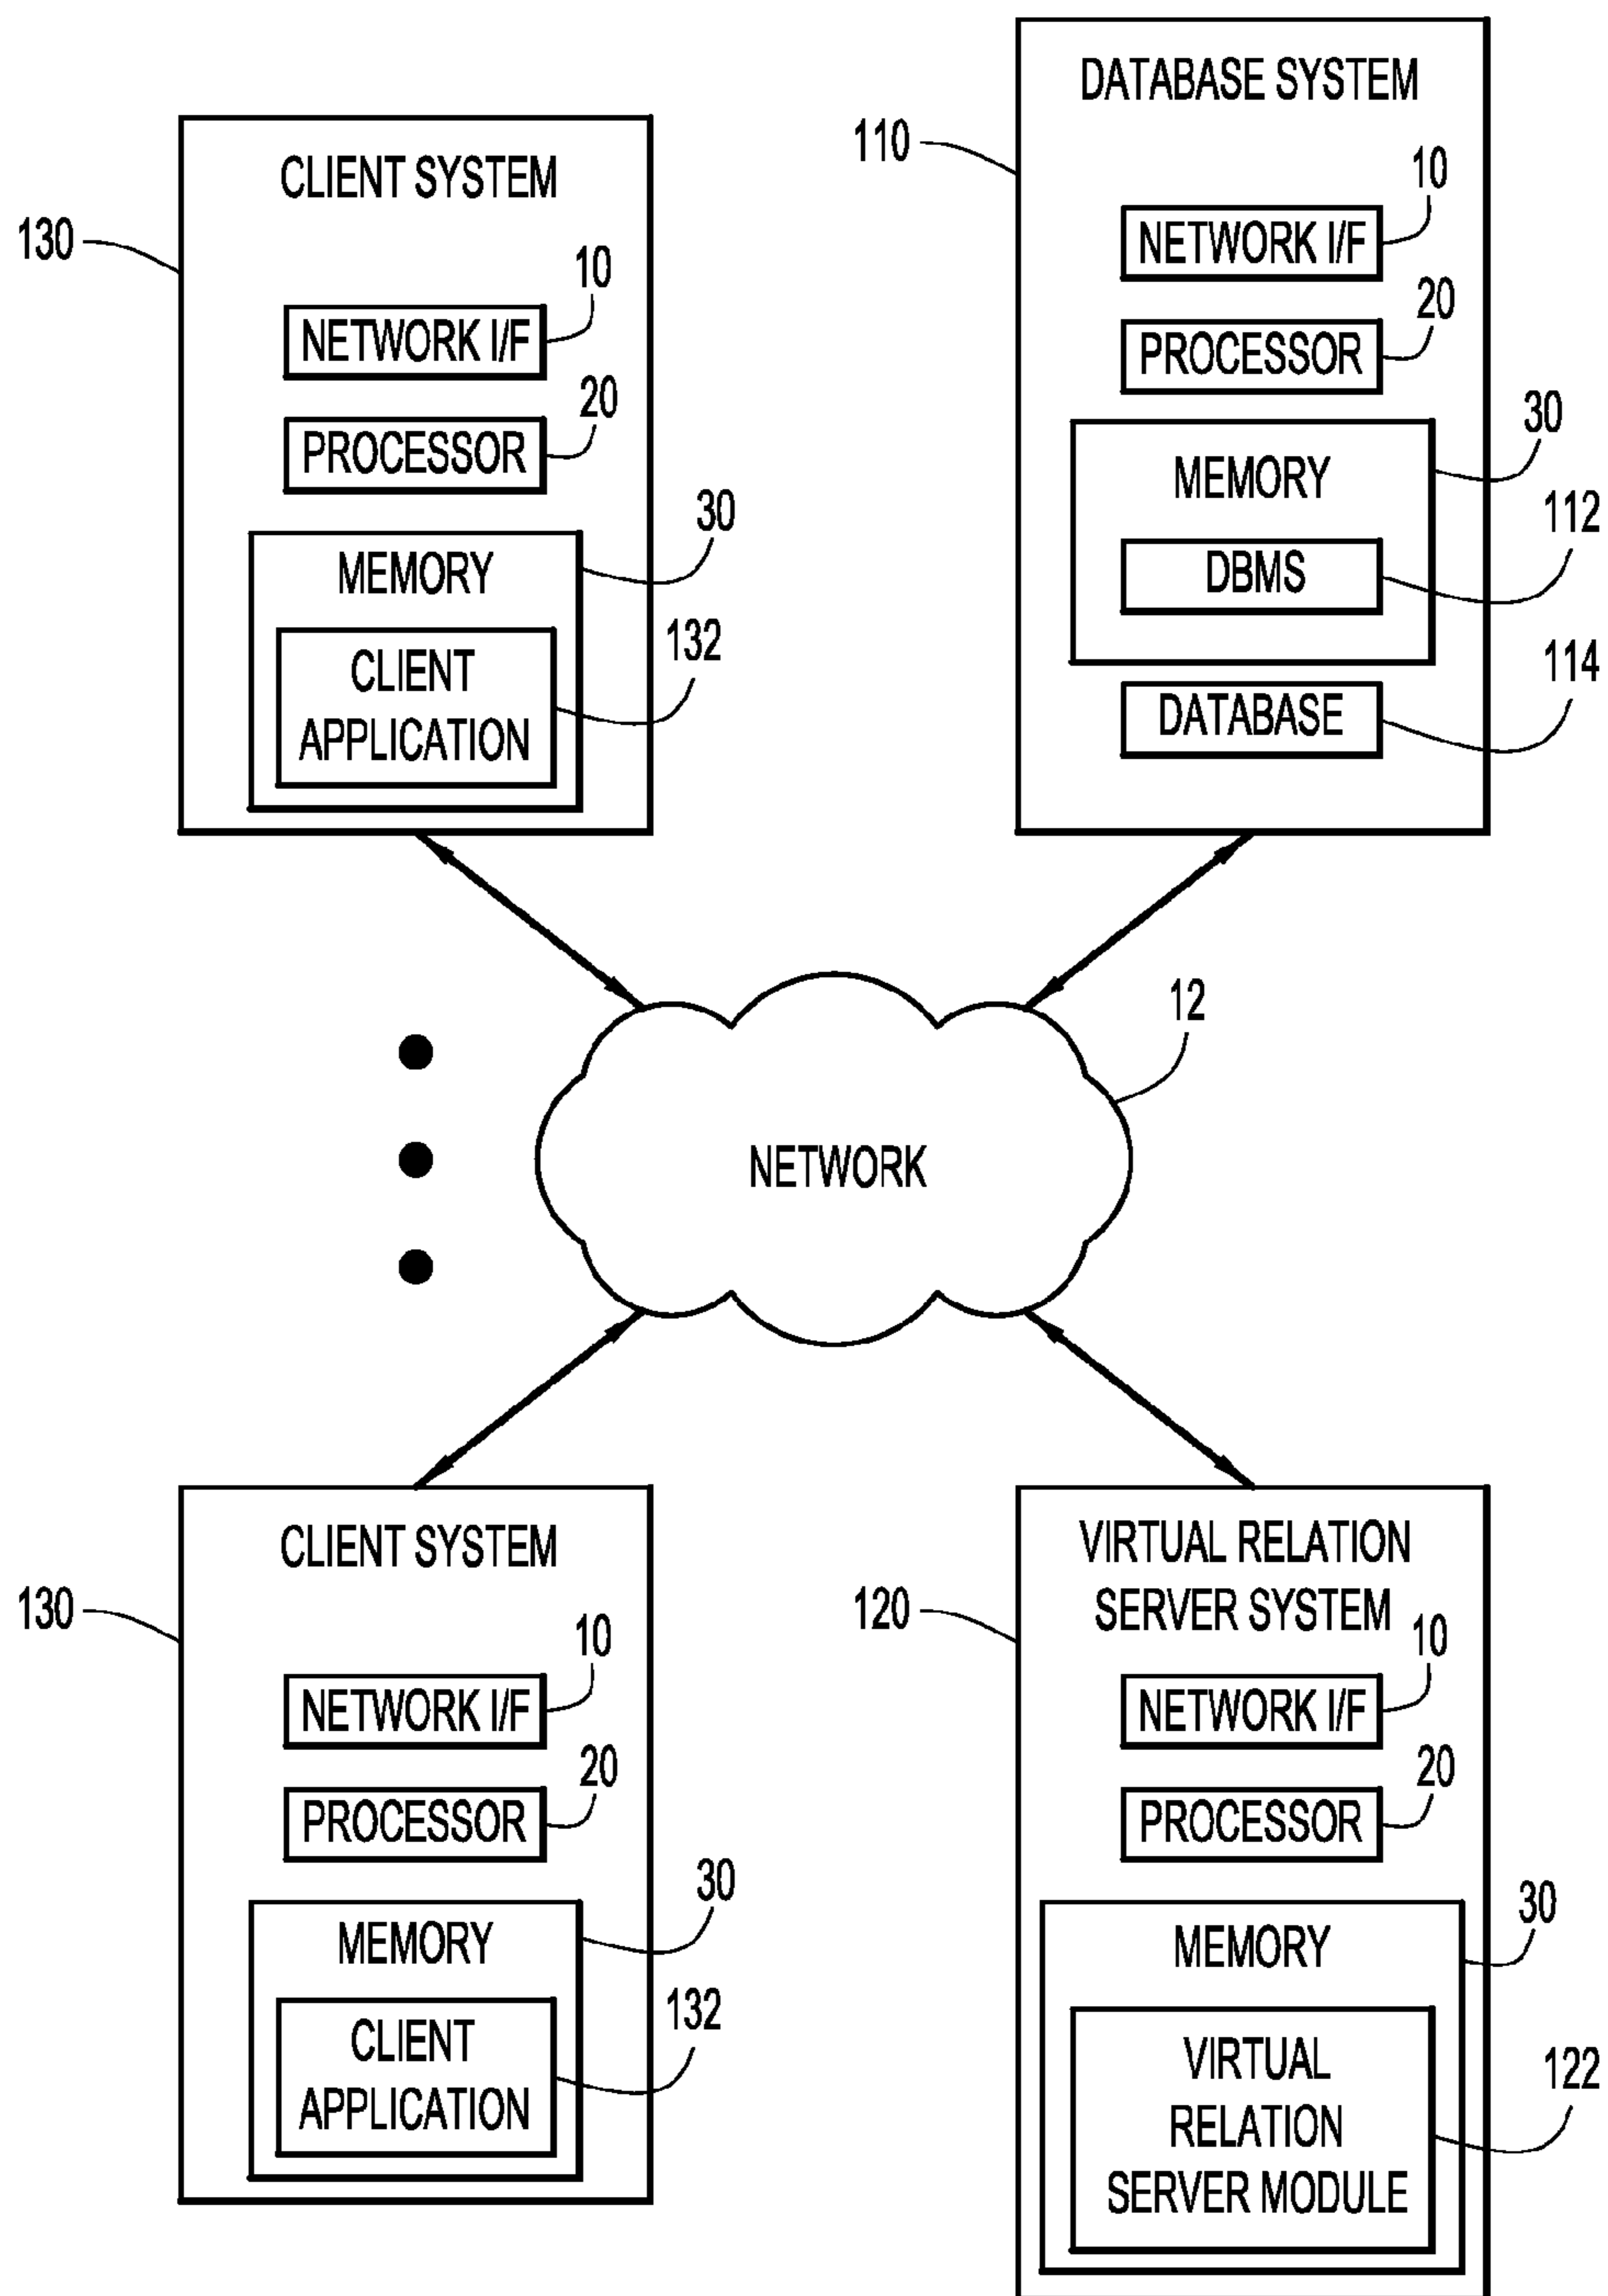 CLIENT SYSTEM
130
10
NETWORK I/F
20
PROCESSOR
30
MEMORY
132
CLIENT
APPLICATION
DATABASE SYSTEM
110
10
NETWORK I/F
20
PROCESSOR
30
MEMORY
112
DBMS
114
DATABASE
12
NETWORK
CLIENT SYSTEM
130
10
NETWORK I/F
20
PROCESSOR
30
MEMORY
132
CLIENT
APPLICATION
VIRTUAL RELATION
SERVER SYSTEM
120
10
NETWORK I/F
20
PROCESSOR
30
MEMORY
VIRTUAL
122
RELATION
SERVER MODULE